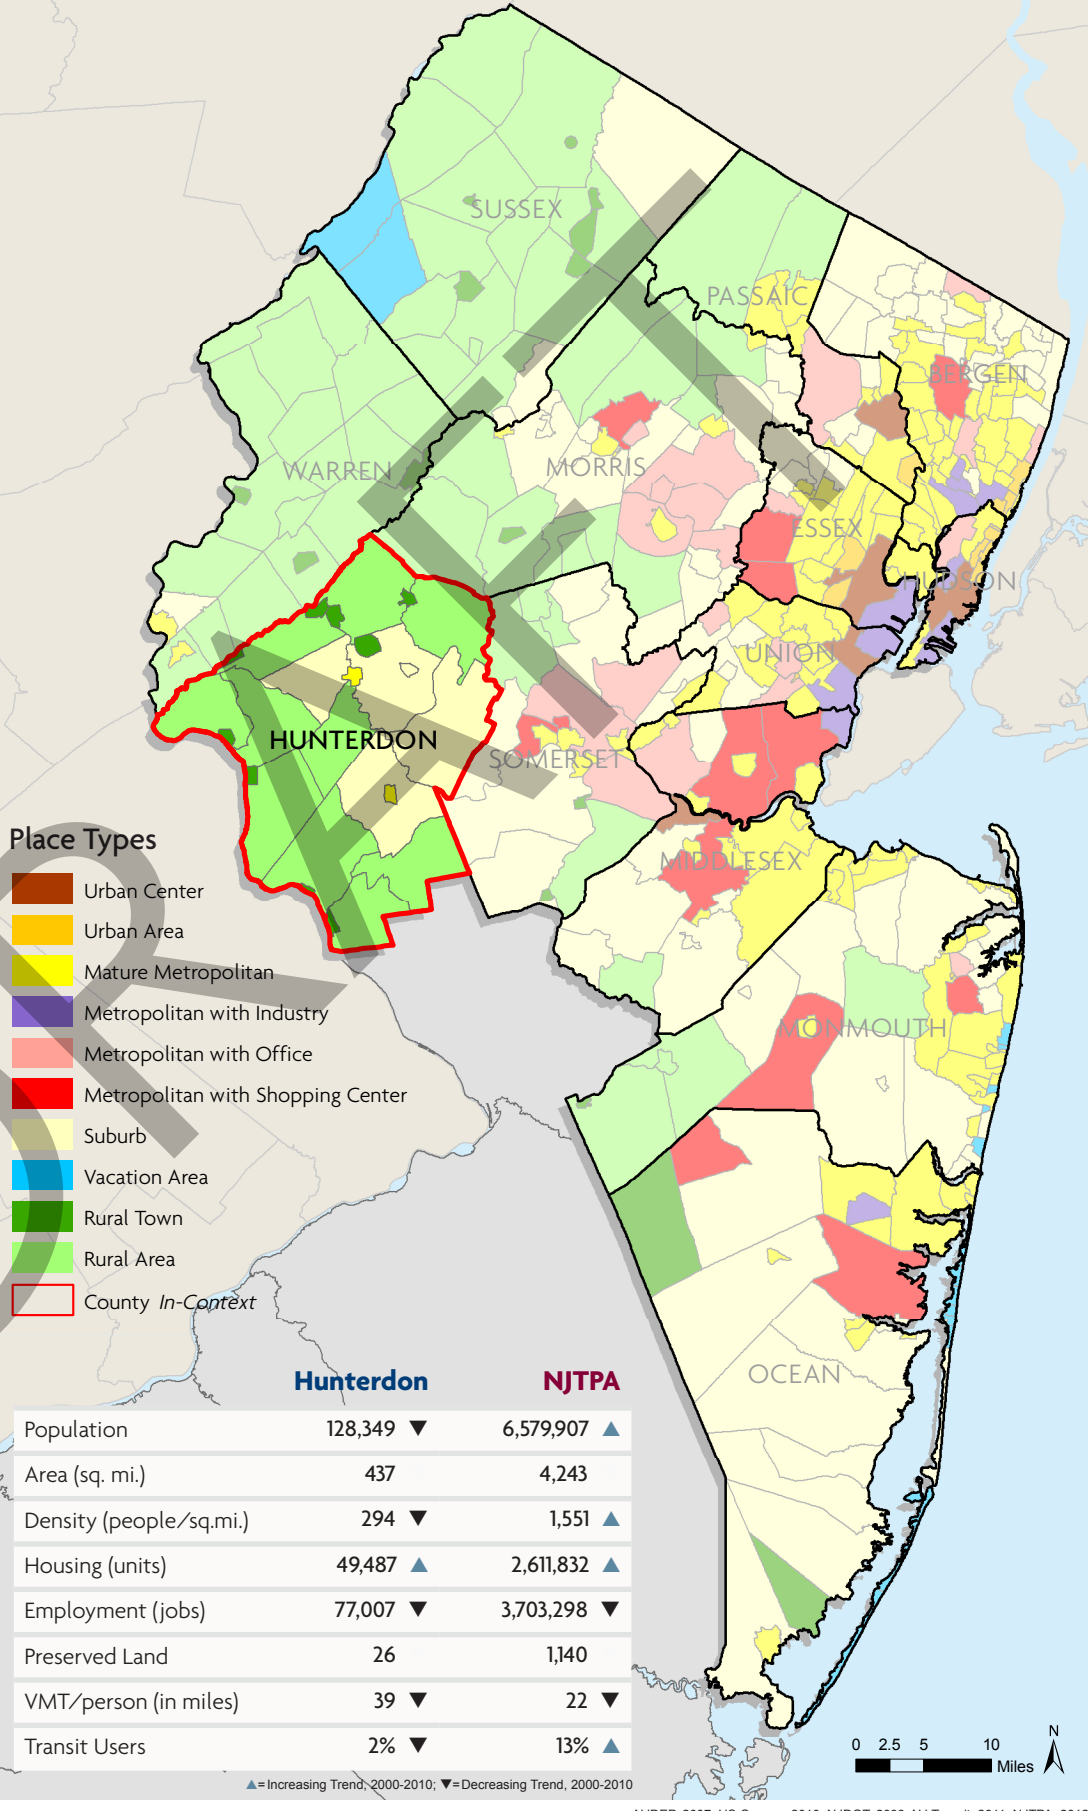 SUSSEX
PASSAIC
BERGEN
WARREN
MORRIS
ESSEX
HUDSON
UNION
HUNTERDON
SOMERSET
MIDDLESEX
MONMOUTH
OCEAN
DRAFT
Place Types
Urban Center
Urban Area
Mature Metropolitan
Metropolitan with Industry
Metropolitan with Office
Metropolitan with Shopping Center
Suburb
Vacation Area
Rural Town
Rural Area
County In-Context
Hunterdon NJTPA
Population 128,349 ▼ 6,579,907 ▲
Area (sq. mi.) 437 4,243
Density (people/sq.mi.) 294 ▼ 1,551 ▲
Housing (units) 49,487 ▲ 2,611,832 ▲
Employment (jobs) 77,007 ▼ 3,703,298 ▼
Preserved Land 26 1,140
VMT/person (in miles) 39 ▼ 22 ▼
Transit Users 2% ▼ 13% ▲
▲= Increasing Trend, 2000-2010; ▼= Decreasing Trend, 2000-2010
0 2.5 5 10
Miles
N